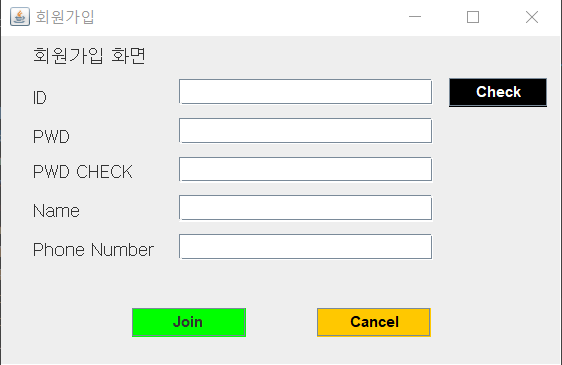 회원가입
회원가입 화면
ID
Check
PWD
PWD CHECK
Name
Phone Number
Join
Cancel